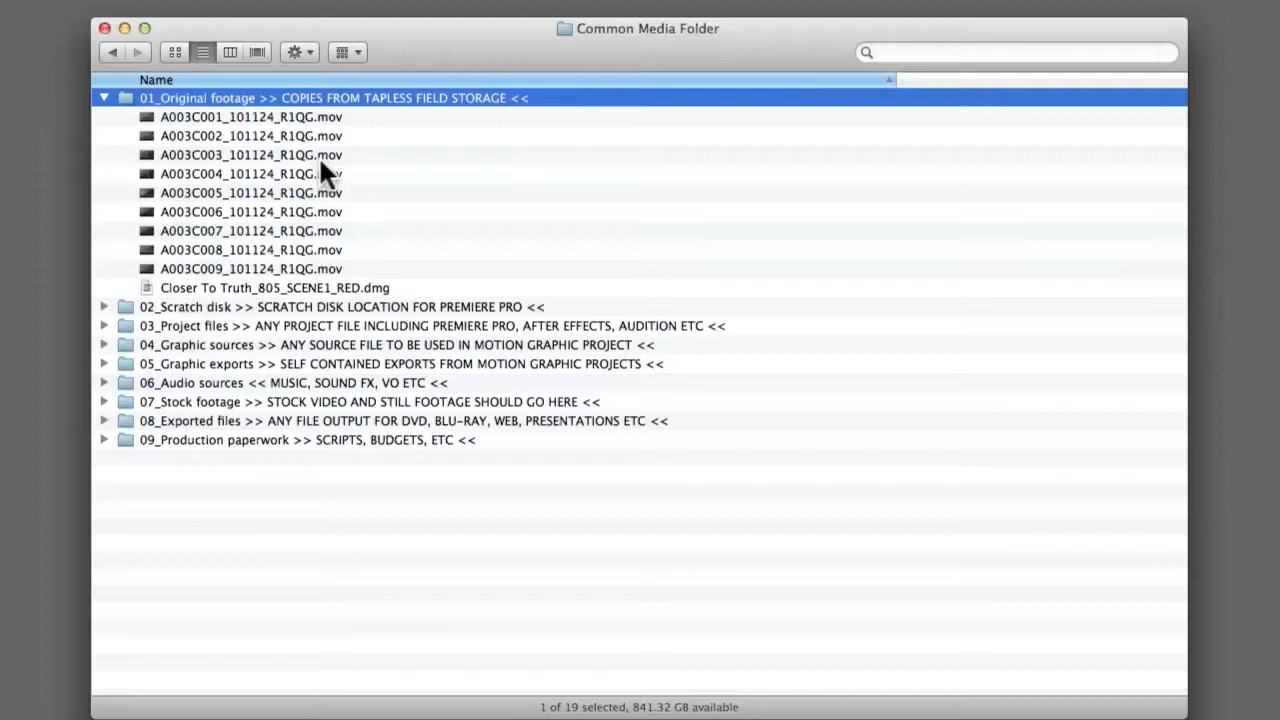 Common Media Folder
Name
01_Original footage >> COPIES FROM TAPLESS FIELD STORAGE <<
A003C001_101124_R1QG.mov
A003C002_101124_R1QG.mov
A003C003_101124_R1QG.mov
A003C004_101124_R1QG.mov
A003C005_101124_R1QG.mov
A003C006_101124_R1QG.mov
A003C007_101124_R1QG.mov
A003C008_101124_R1QG.mov
A003C009_101124_R1QG.mov
Closer To Truth_805_SCENE1_RED.dmg
02_Scratch disk >> SCRATCH DISK LOCATION FOR PREMIERE PRO <<
03_Project files >> ANY PROJECT FILE INCLUDING PREMIERE PRO, AFTER EFFECTS, AUDITION ETC <<
04_Graphic sources >> ANY SOURCE FILE TO BE USED IN MOTION GRAPHIC PROJECT <<
05_Graphic exports >> SELF CONTAINED EXPORTS FROM MOTION GRAPHIC PROJECTS <<
06_Audio sources << MUSIC, SOUND FX, VO ETC <<
07_Stock footage >> STOCK VIDEO AND STILL FOOTAGE SHOULD GO HERE <<
08_Exported files >> ANY FILE OUTPUT FOR DVD, BLU-RAY, WEB, PRESENTATIONS ETC <<
09_Production paperwork >> SCRIPTS, BUDGETS, ETC <<
1 of 19 selected, 841.32 GB available